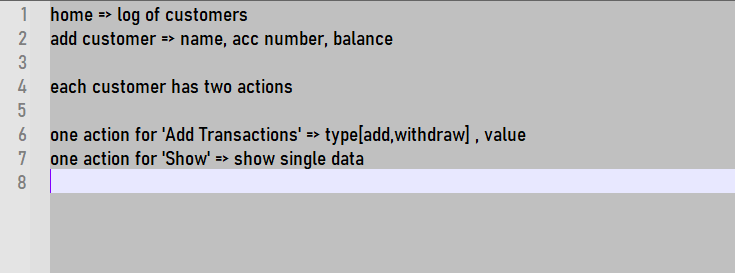 1 home => log of customers
2 add customer => name, acc number, balance
3
4 each customer has two actions
5
6 one action for 'Add Transactions' => type[add,withdraw] , value
7 one action for 'Show' => show single data
8